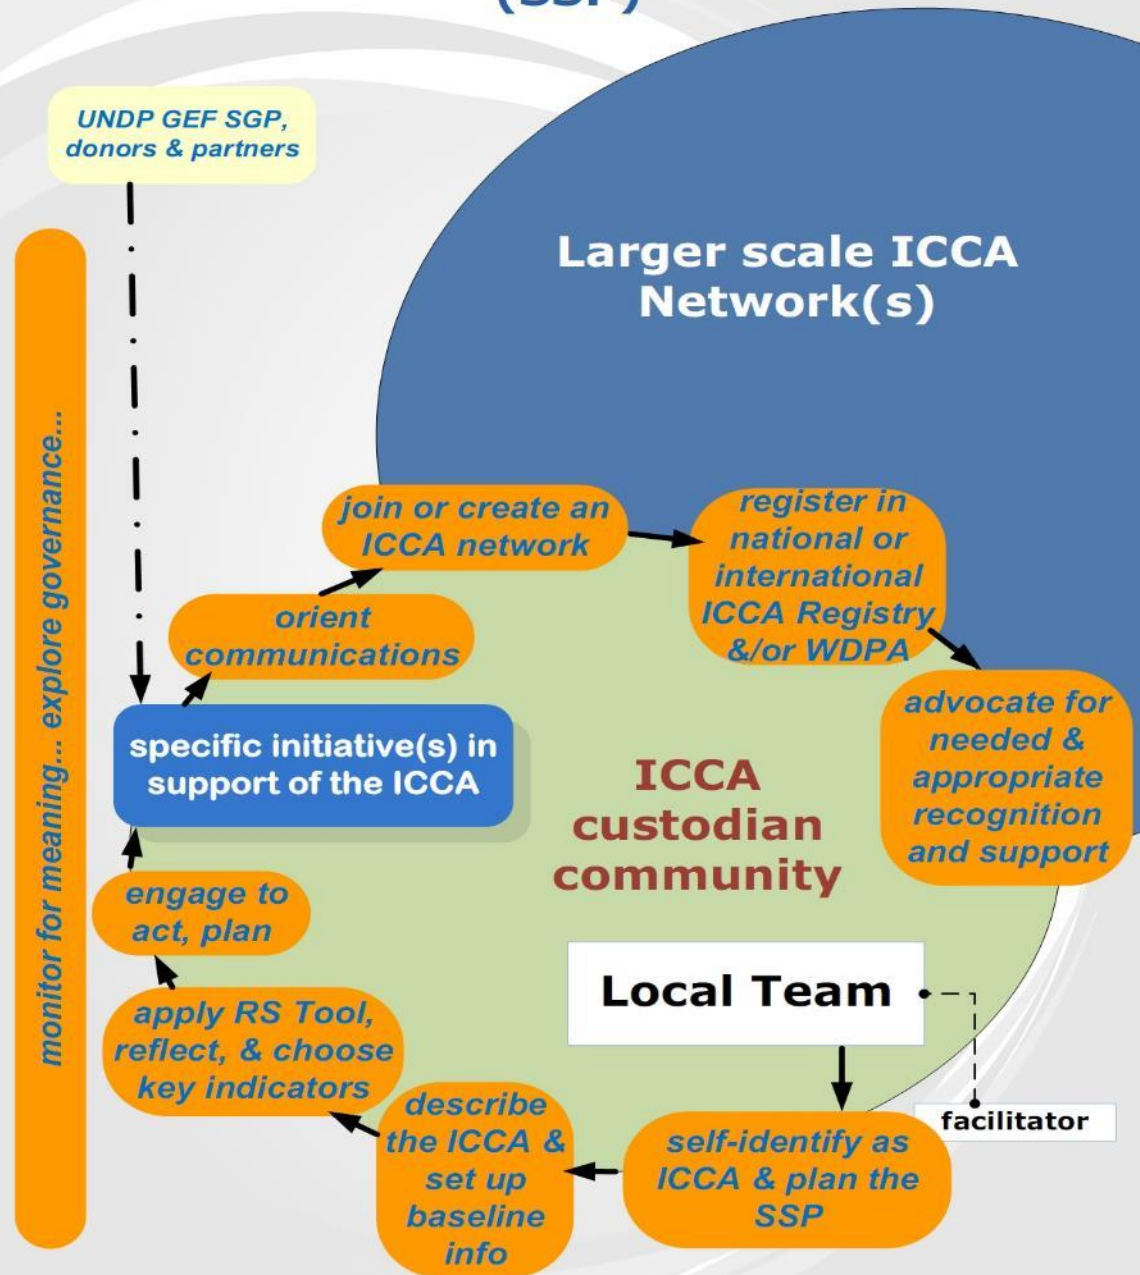 (SSP)
UNDP GEF SGP,
donors & partners
Larger scale ICCA
Network(s)
monitor for meaning... explore governance...
join or create an
ICCA network
register in
national or
international
ICCA Registry
&/or WDPA
orient
communications
advocate for
needed &
appropriate
recognition
and support
specific initiative(s) in
support of the ICCA
ICCA
custodian
community
engage to
act, plan
Local Team
apply RS Tool,
reflect, & choose
key indicators
describe
the ICCA &
set up
baseline
info
facilitator
self-identify as
ICCA & plan the
SSP